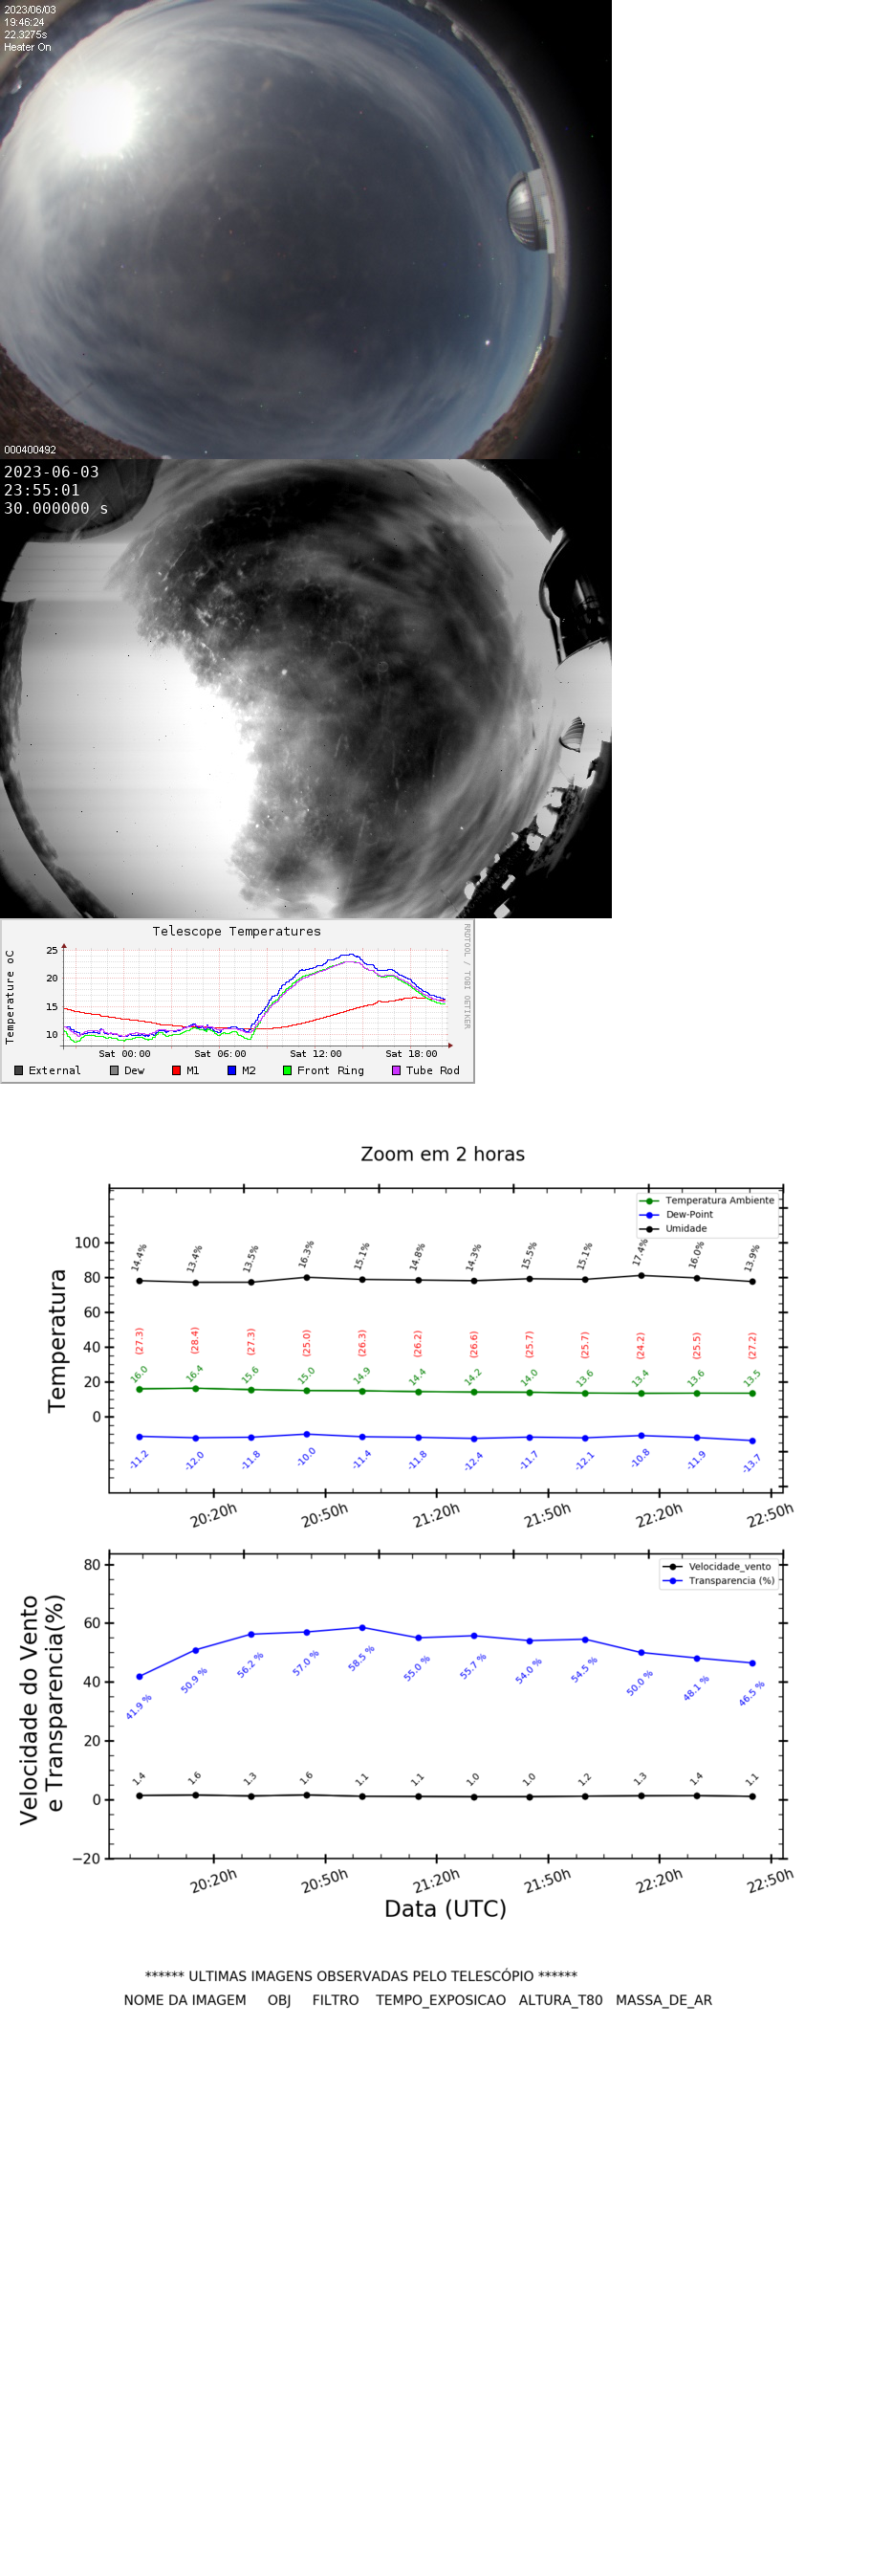 2023/06/03
19:46:24
22.3275s
Heater On
000400492
2023-06-03
23:55:01
30.000000 s
Telescope Temperatures
RRDTOOL / TOBI OETIKER
Temperature oC
25
20
15
10
Sat 00:00 Sat 06:00 Sat 12:00 Sat 18:00
External Dew M1 M2 Front Ring Tube Rod
Zoom em 2 horas
Temperatura
Temperatura Ambiente
Dew-Point
Umidade
100
80
60
40
20
0
14.4% 13.4% 13.5% 16.3% 15.1% 14.8% 14.3% 15.5% 15.1% 17.4% 16.0% 13.9%
(27.3) (28.4) (27.3) (25.0) (26.3) (26.2) (26.6) (25.7) (25.7) (24.2) (25.5) (27.2)
16.0 16.4 15.6 15.0 14.9 14.4 14.2 14.0 13.6 13.4 13.6 13.5
-11.2 -12.0 -11.8 -10.0 -11.4 -11.8 -12.4 -11.7 -12.1 -10.8 -11.9 -13.7
20:20h 20:50h 21:20h 21:50h 22:20h 22:50h
Velocidade do Vento
e Transparencia(%)
Velocidade_vento
Transparencia (%)
80
60
40
20
0
−20
41.9 % 50.9 % 56.2 % 57.0 % 58.5 % 55.0 % 55.7 % 54.0 % 54.5 % 50.0 % 48.1 % 46.5 %
1.4 1.6 1.3 1.6 1.1 1.1 1.0 1.0 1.2 1.3 1.4 1.1
20:20h 20:50h 21:20h 21:50h 22:20h 22:50h
Data (UTC)
****** ULTIMAS IMAGENS OBSERVADAS PELO TELESCÓPIO ******
NOME DA IMAGEM OBJ FILTRO TEMPO_EXPOSICAO ALTURA_T80 MASSA_DE_AR